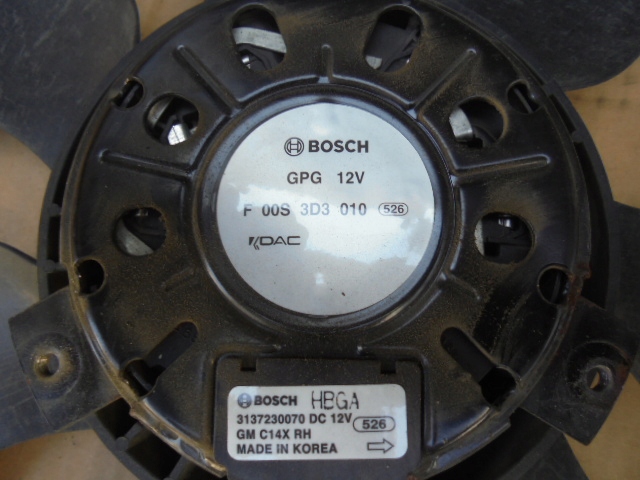 BOSCH
GPG 12V
F 00S 3D3 010 526
DAC
BOSCH HBGA
3137230070 DC 12V 526
GM C14X RH
MADE IN KOREA